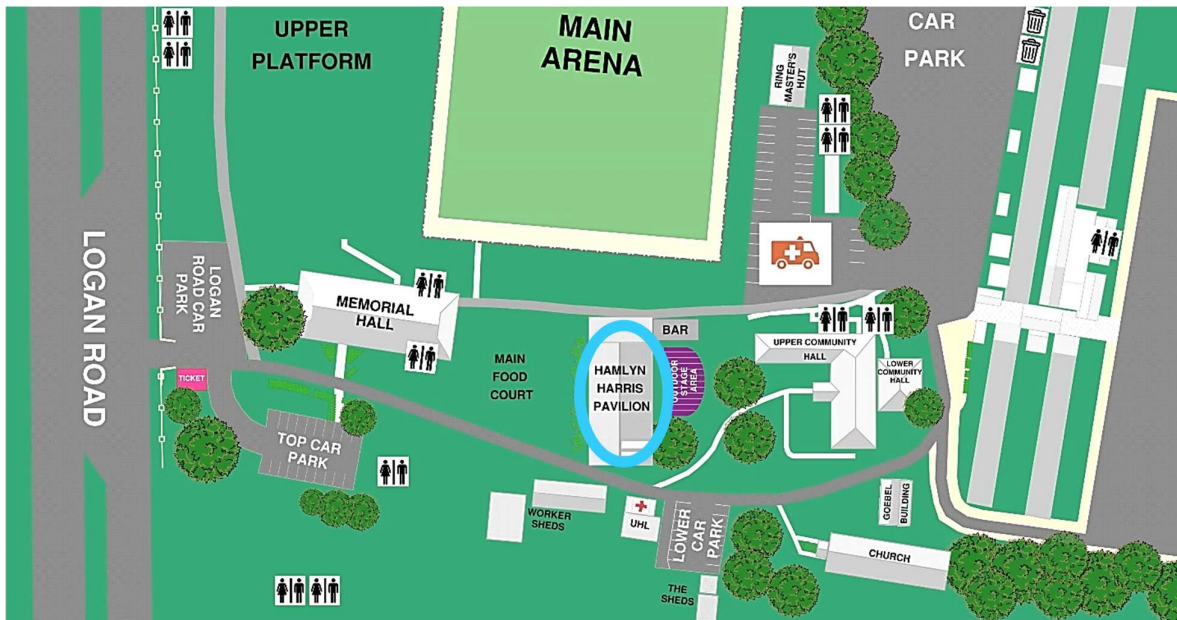 UPPER
PLATFORM
MAIN
ARENA
CAR
PARK
RING
MASTER'S
HUT
LOGAN ROAD
LOGAN
ROAD CAR
PARK
MEMORIAL
HALL
BAR
UPPER COMMUNITY
HALL
LOWER
COMMUNITY
HALL
MAIN
FOOD
COURT
HAMLYN
HARRIS
PAVILION
OUTDOOR
STAGE
AREA
TICKET
TOP CAR
PARK
WORKER
SHEDS
UHL
LOWER
CAR
PARK
GOEBEL
BUILDING
CHURCH
THE
SHEDS